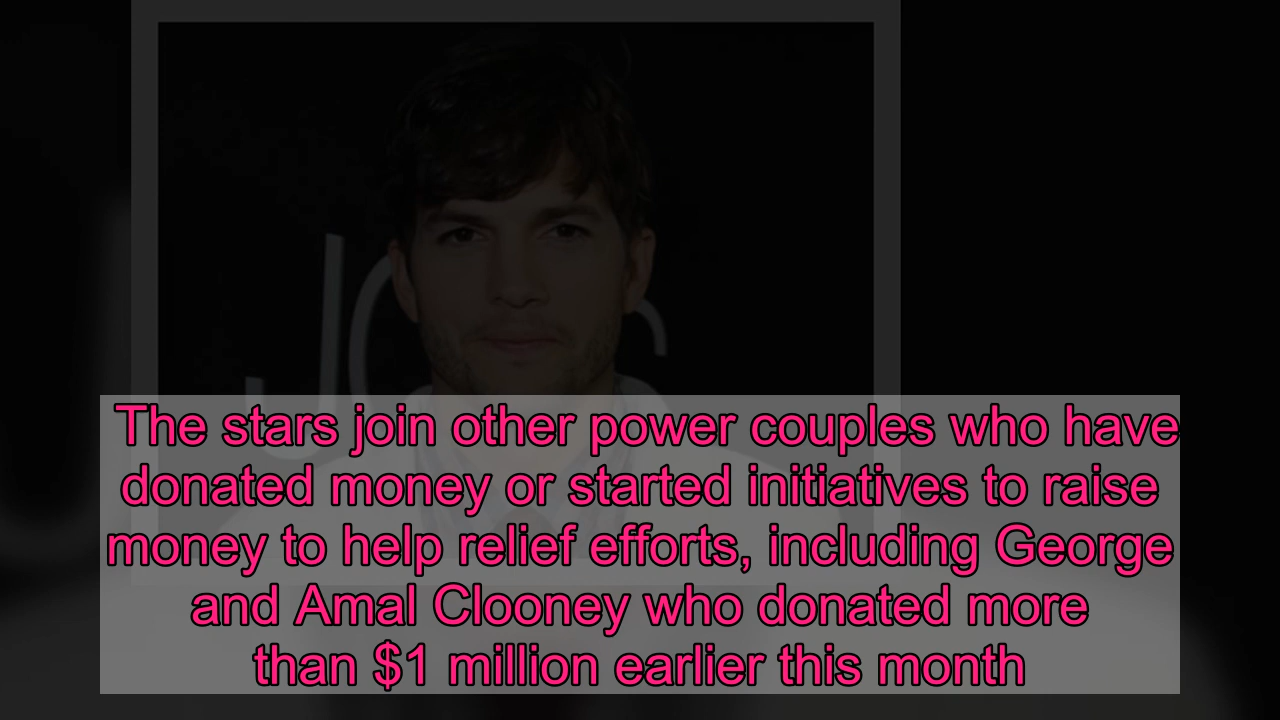 The stars join other power couples who have
donated money or started initiatives to raise
money to help relief efforts, including George
and Amal Clooney who donated more
than $1 million earlier this month